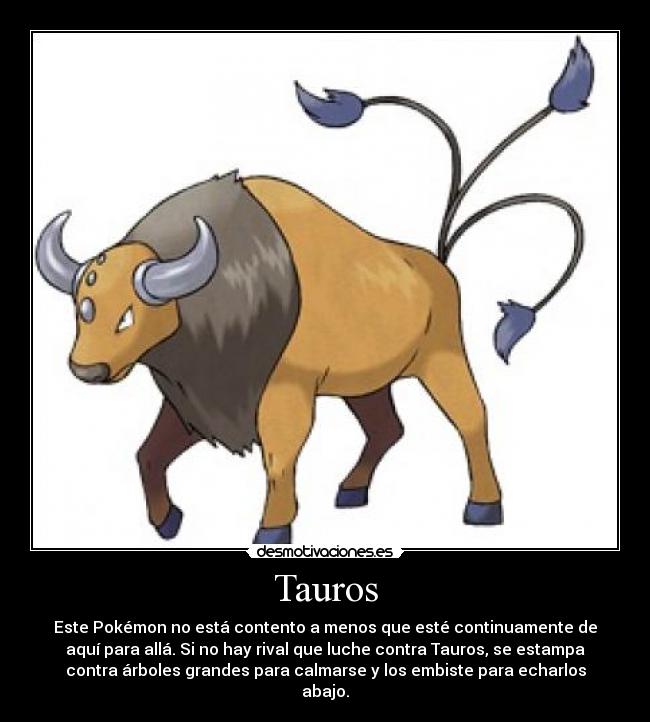 desmotivaciones.es
Tauros
Este Pokémon no está contento a menos que esté continuamente de
aquí para allá. Si no hay rival que luche contra Tauros, se estampa
contra árboles grandes para calmarse y los embiste para echarlos
abajo.